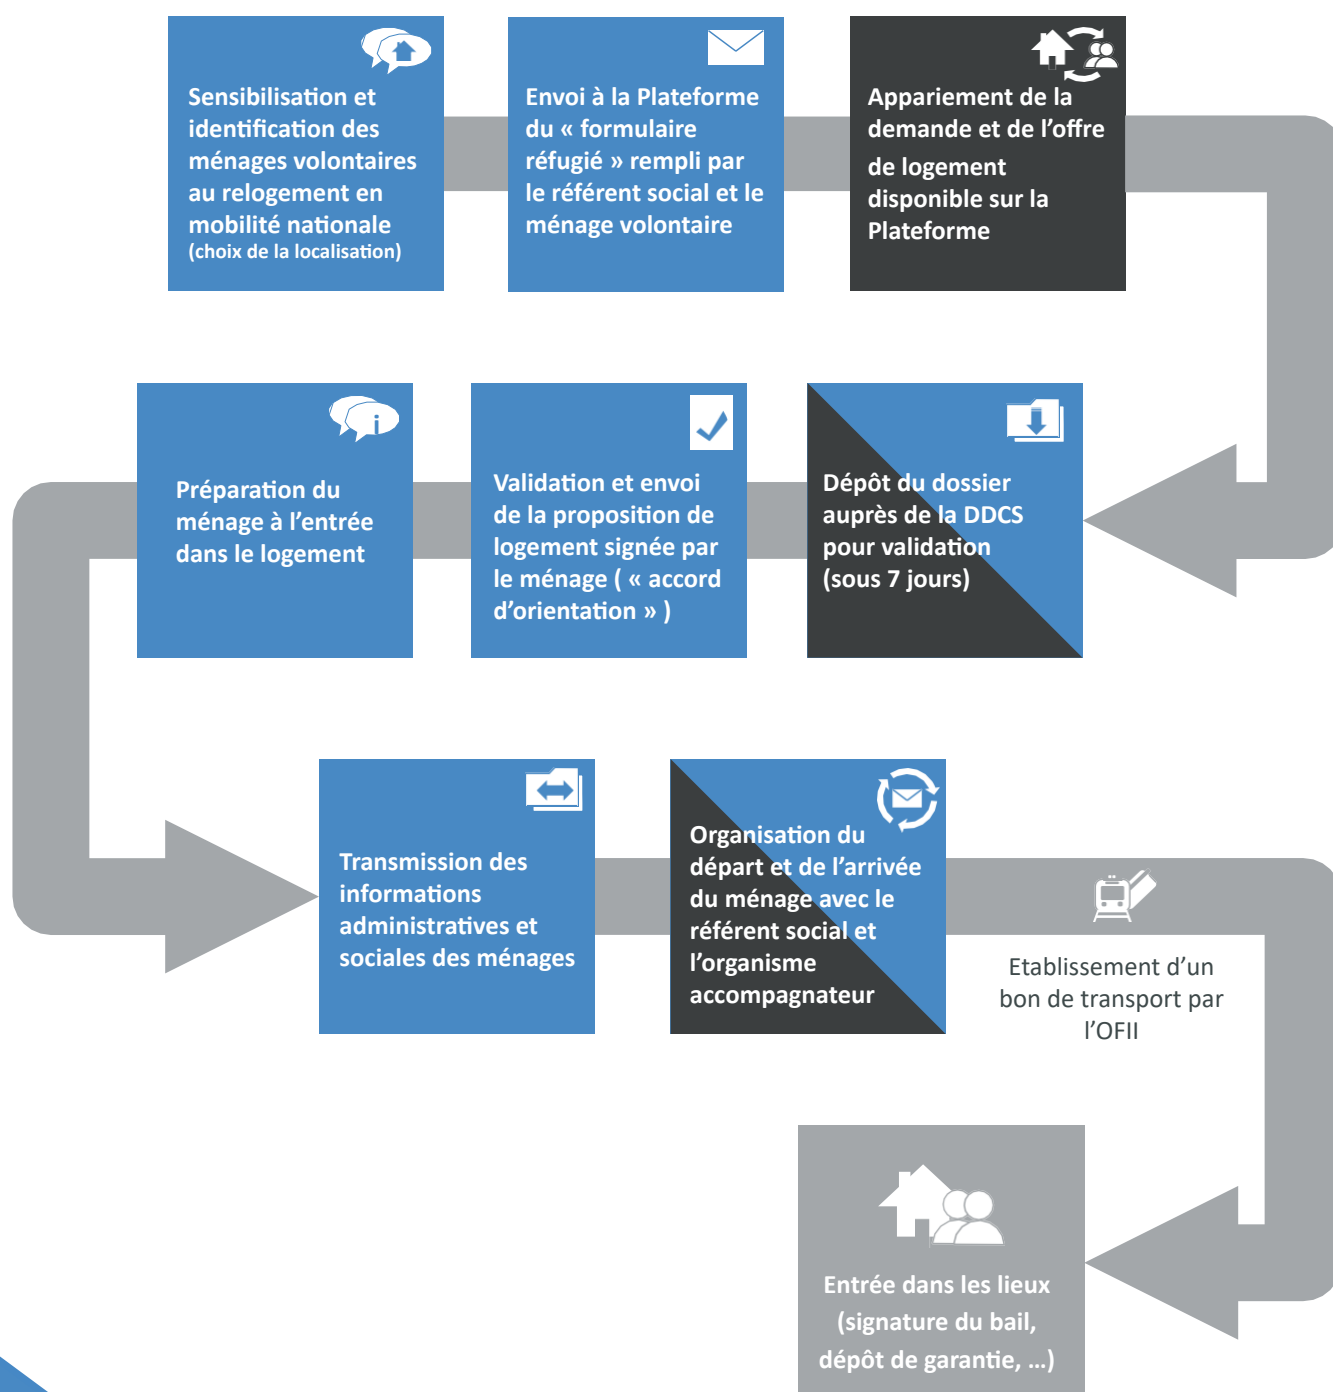 Sensibilisation et
identification des
ménages volontaires
au relogement en
mobilité nationale
(choix de la localisation)
Envoi à la Plateforme
du « formulaire
réfugié » rempli par
le référent social et le
ménage volontaire
Appariement de la
demande et de l’offre
de logement
disponible sur la
Plateforme
Dépôt du dossier
auprès de la DDCS
pour validation
(sous 7 jours)
Validation et envoi
de la proposition de
logement signée par
le ménage ( « accord
d’orientation » )
i
Préparation du
ménage à l’entrée
dans le logement
Transmission des
informations
administratives et
sociales des ménages
Organisation du
départ et de l’arrivée
du ménage avec le
référent social et
l’organisme
accompagnateur
Etablissement d’un
bon de transport par
l’OFII
Entrée dans les lieux
(signature du bail,
dépôt de garantie, ...)